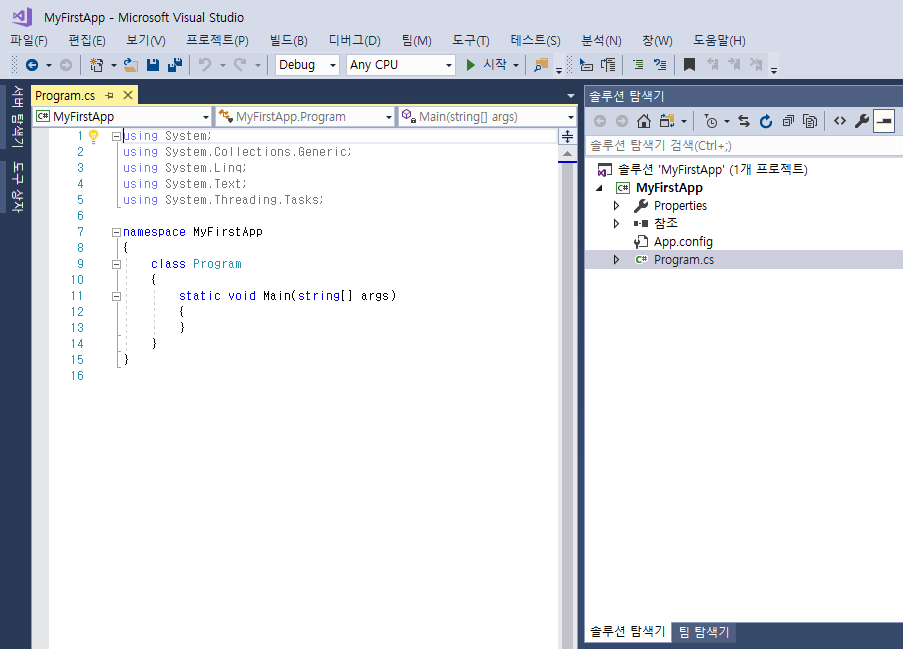 MyFirstApp - Microsoft Visual Studio
파일(F) 편집(E) 보기(V) 프로젝트(P) 빌드(B) 디버그(D) 팀(M) 도구(T) 테스트(S) 분석(N) 창(W) 도움말(H)
Debug Any CPU 시작
서버 탐색기
도구 상자
Program.cs
C# MyFirstApp MyFirstApp.Program Main(string[] args)
1 using System;
2 using System.Collections.Generic;
3 using System.Linq;
4 using System.Text;
5 using System.Threading.Tasks;
6
7 namespace MyFirstApp
8 {
9 class Program
10 {
11 static void Main(string[] args)
12 {
13 }
14 }
15 }
16
솔루션 탐색기
솔루션 탐색기 검색(Ctrl+;)
솔루션 'MyFirstApp' (1개 프로젝트)
C# MyFirstApp
Properties
참조
App.config
C# Program.cs
솔루션 탐색기 팀 탐색기